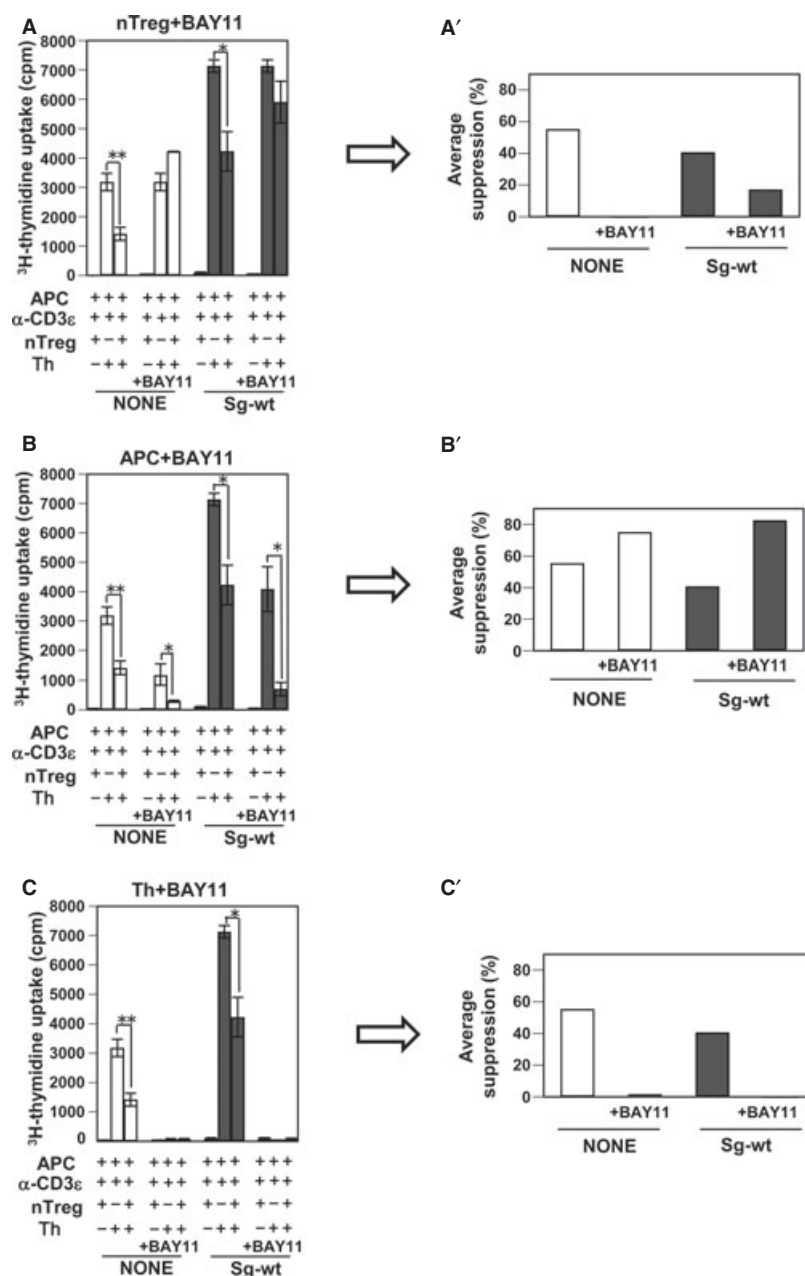 A
nTreg+BAY11
³H-thymidine uptake (cpm)
8000
7000
6000
5000
4000
3000
2000
1000
0
**
*
APC +++ +++ +++ +++
α-CD3ε +++ +++ +++ +++
nTreg +−+ +−+ +−+ +−+
Th −++ −++ −++ −++
+BAY11 +BAY11
NONE Sg-wt
A′
Average suppression (%)
80
60
40
20
0
+BAY11 +BAY11
NONE Sg-wt
B
APC+BAY11
³H-thymidine uptake (cpm)
8000
7000
6000
5000
4000
3000
2000
1000
0
**
*
*
*
APC +++ +++ +++ +++
α-CD3ε +++ +++ +++ +++
nTreg +−+ +−+ +−+ +−+
Th −++ −++ −++ −++
+BAY11 +BAY11
NONE Sg-wt
B′
Average suppression (%)
80
60
40
20
0
+BAY11 +BAY11
NONE Sg-wt
C
Th+BAY11
³H-thymidine uptake (cpm)
8000
7000
6000
5000
4000
3000
2000
1000
0
**
*
APC +++ +++ +++ +++
α-CD3ε +++ +++ +++ +++
nTreg +−+ +−+ +−+ +−+
Th −++ −++ −++ −++
+BAY11 +BAY11
NONE Sg-wt
C′
Average suppression (%)
80
60
40
20
0
+BAY11 +BAY11
NONE Sg-wt